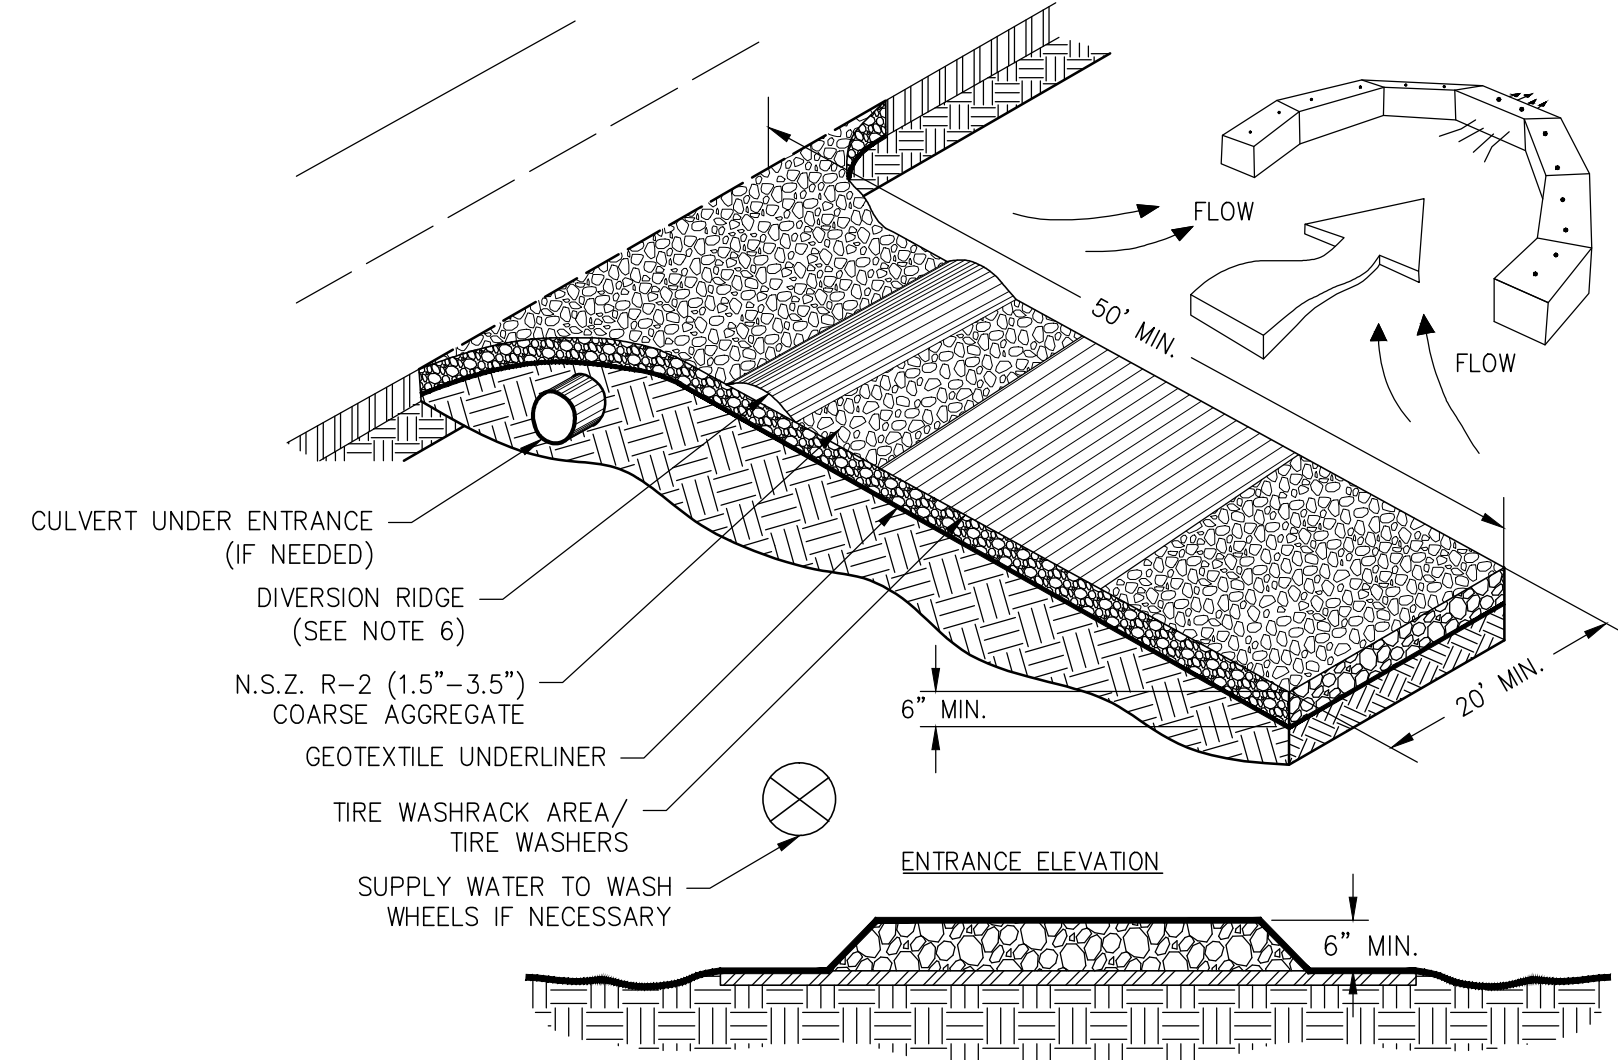 FLOW
50' MIN.
FLOW
CULVERT UNDER ENTRANCE
(IF NEEDED)
DIVERSION RIDGE
(SEE NOTE 6)
N.S.Z. R-2 (1.5"-3.5")
COARSE AGGREGATE
GEOTEXTILE UNDERLINER
TIRE WASHRACK AREA/
TIRE WASHERS
SUPPLY WATER TO WASH
WHEELS IF NECESSARY
6" MIN.
20' MIN.
ENTRANCE ELEVATION
6" MIN.